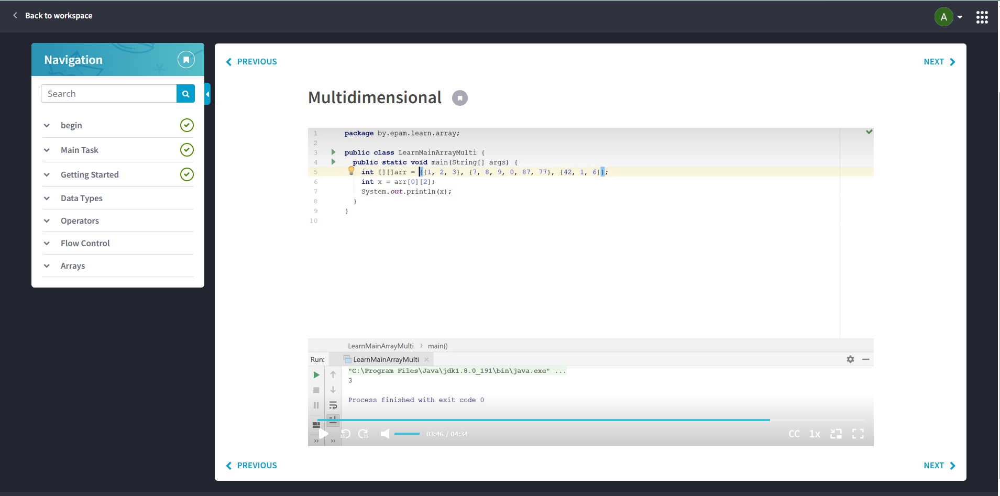 Back to workspace
A
Navigation
Search
begin
Main Task
Getting Started
Data Types
Operators
Flow Control
Arrays
PREVIOUS
NEXT
Multidimensional
1 package by.epam.learn.array;
2
3 public class LearnMainArrayMulti {
4 public static void main(String[] args) {
5 int [][]arr = {{1, 2, 3}, {7, 8, 9, 0, 87, 77}, {42, 1, 6}};
6 int x = arr[0][2];
7 System.out.println(x);
8 }
9 }
10
LearnMainArrayMulti > main()
Run: LearnMainArrayMulti ×
"C:\Program Files\Java\jdk1.8.0_191\bin\java.exe" ...
3
Process finished with exit code 0
15 15 03:46 / 04:34 CC 1x
PREVIOUS
NEXT